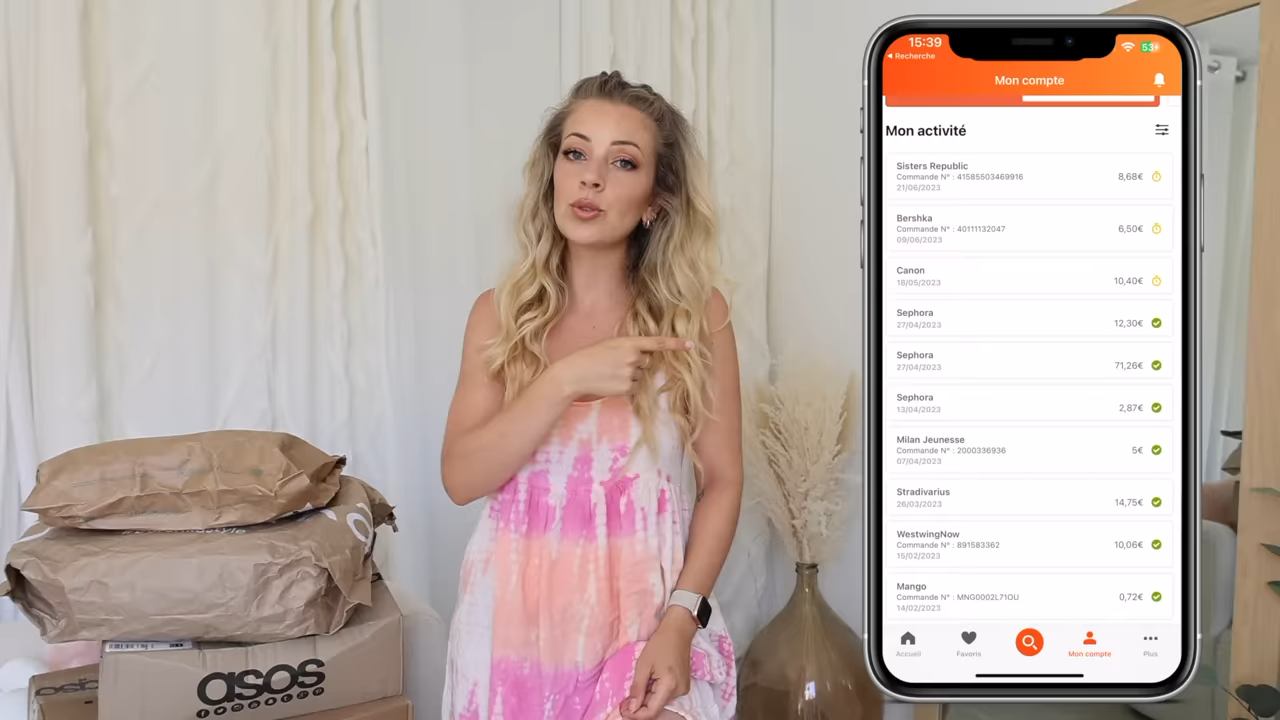 15:39
53
Recherche
Mon compte
Mon activité
Sisters Republic
Commande N° : 41585503469916
8,68€
21/06/2023
Bershka
Commande N° : 40111132047
6,50€
09/06/2023
Canon
18/05/2023
10,40€
Sephora
27/04/2023
12,30€
Sephora
27/04/2023
71,26€
Sephora
13/04/2023
2,87€
Milan Jeunesse
Commande N° : 2000336936
5€
07/04/2023
Stradivarius
26/03/2023
14,75€
WestwingNow
Commande N° : 891583362
10,06€
15/02/2023
Mango
Commande N° : MNG0002L71OU
0,72€
14/02/2023
Accueil
Favoris
Mon compte
Plus
asos